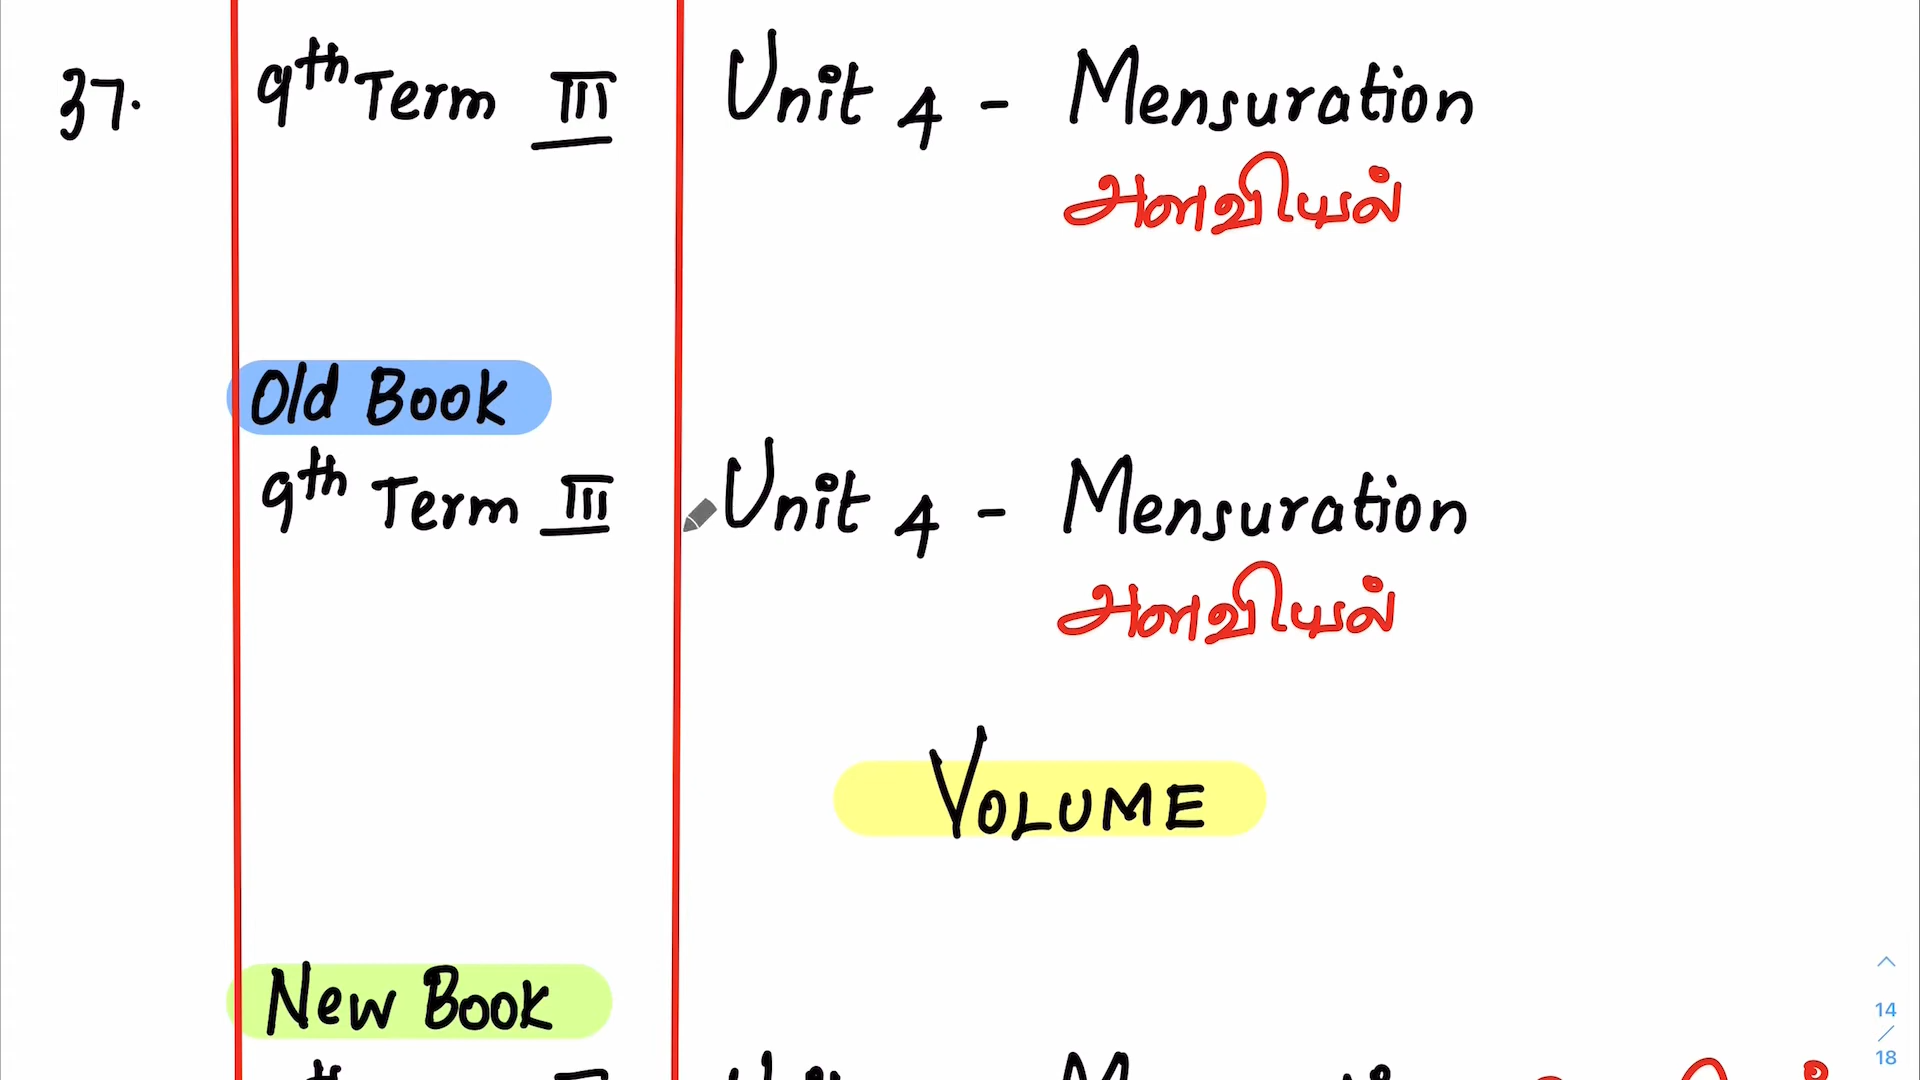 37. 9th Term III Unit 4 - Mensuration
அளவியல்
Old Book
9th Term III Unit 4 - Mensuration
அளவியல்
VOLUME
New Book
14
/
18